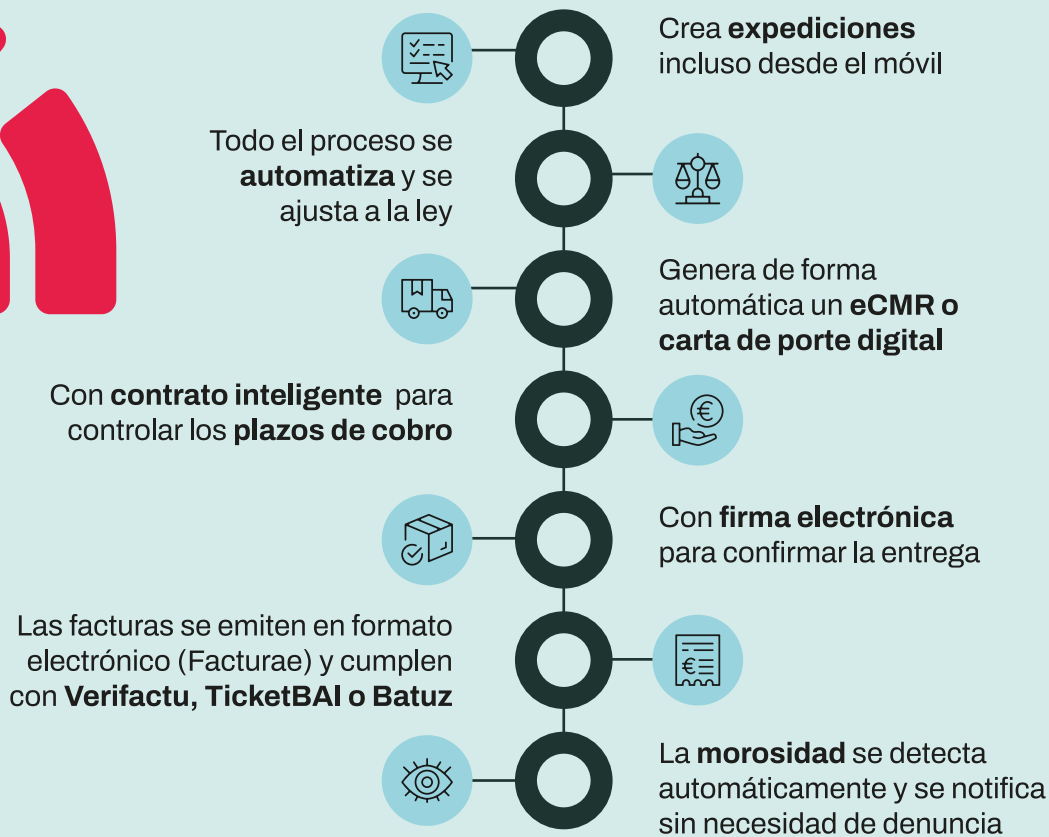 Crea expediciones
incluso desde el móvil
Todo el proceso se
automatiza y se
ajusta a la ley
Genera de forma
automática un eCMR o
carta de porte digital
Con contrato inteligente para
controlar los plazos de cobro
Con firma electrónica
para confirmar la entrega
Las facturas se emiten en formato
electrónico (Facturae) y cumplen
con Verifactu, TicketBAI o Batuz
La morosidad se detecta
automáticamente y se notifica
sin necesidad de denuncia